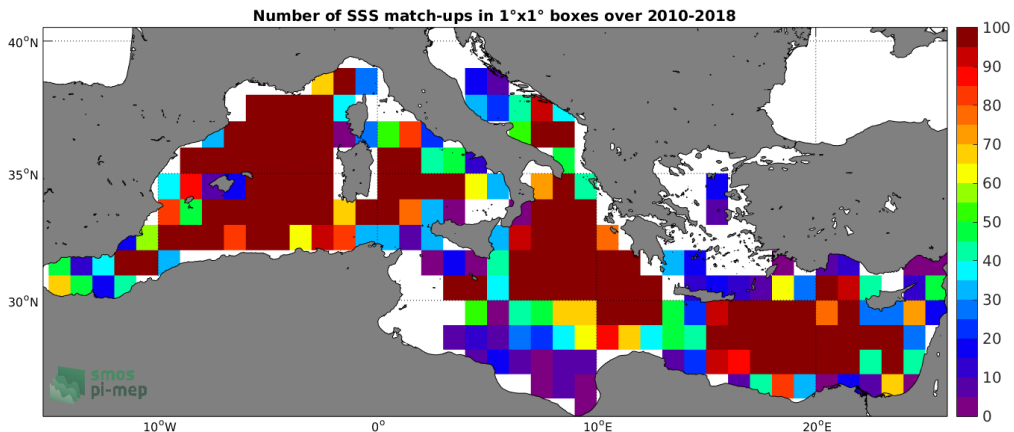 Number of SSS match-ups in 1°x1° boxes over 2010-2018
40°N
35°N
30°N
10°W
0°
10°E
20°E
100
90
80
70
60
50
40
30
20
10
0
smos
pi-mep